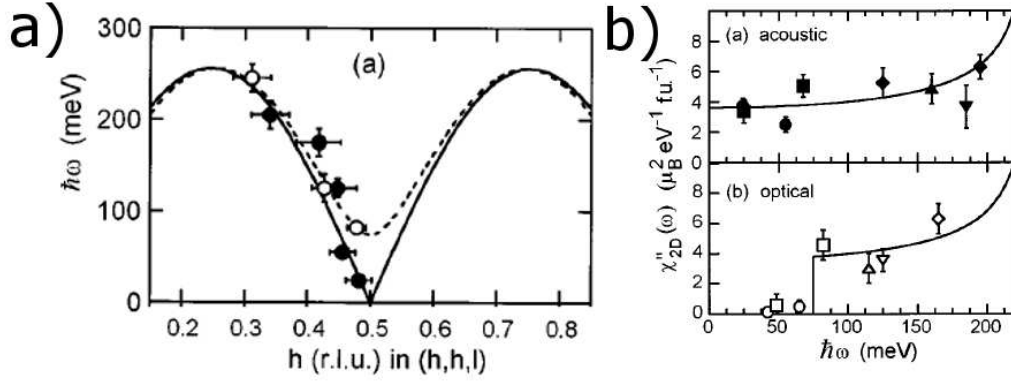 a)
300
200
100
0
ħω (meV)
(a)
0.2 0.3 0.4 0.5 0.6 0.7 0.8
h (r.l.u.) in (h,h,l)
b)
(a) acoustic
8
6
4
2
0
(b) optical
8
6
4
2
0
χ″2D(ω) (μB² eV⁻¹ fu.⁻¹)
0 50 100 150 200
ħω (meV)